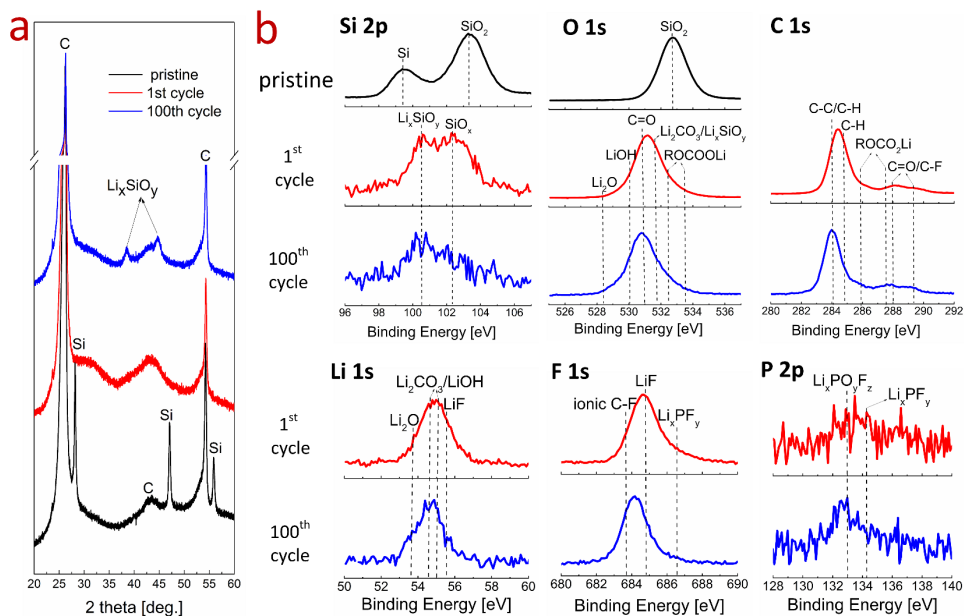 a
C
pristine
1st cycle
100th cycle
LixSiOy
C
Si
Si
C
Si
20 25 30 35 40 45 50 55 60
2 theta [deg.]
b
Si 2p
O 1s
C 1s
pristine
Si
SiO2
SiO2
1st
cycle
LixSiOy
SiOx
C=O
Li2CO3/LixSiOy
LiOH
ROCOOLi
Li2O
C-C/C-H
C-H
ROCO2Li
C=O/C-F
100th
cycle
96 98 100 102 104 106
Binding Energy [eV]
526 528 530 532 534 536
Binding Energy [eV]
280 282 284 286 288 290 292
Binding Energy [eV]
Li 1s
F 1s
P 2p
1st
cycle
Li2CO3/LiOH
LiF
Li2O
LiF
ionic C-F
LixPFy
LixPOyFz
LixPFy
100th
cycle
50 52 54 56 58 60
Binding Energy [eV]
680 682 684 686 688 690
Binding Energy [eV]
128 130 132 134 136 138 140
Binding Energy [eV]